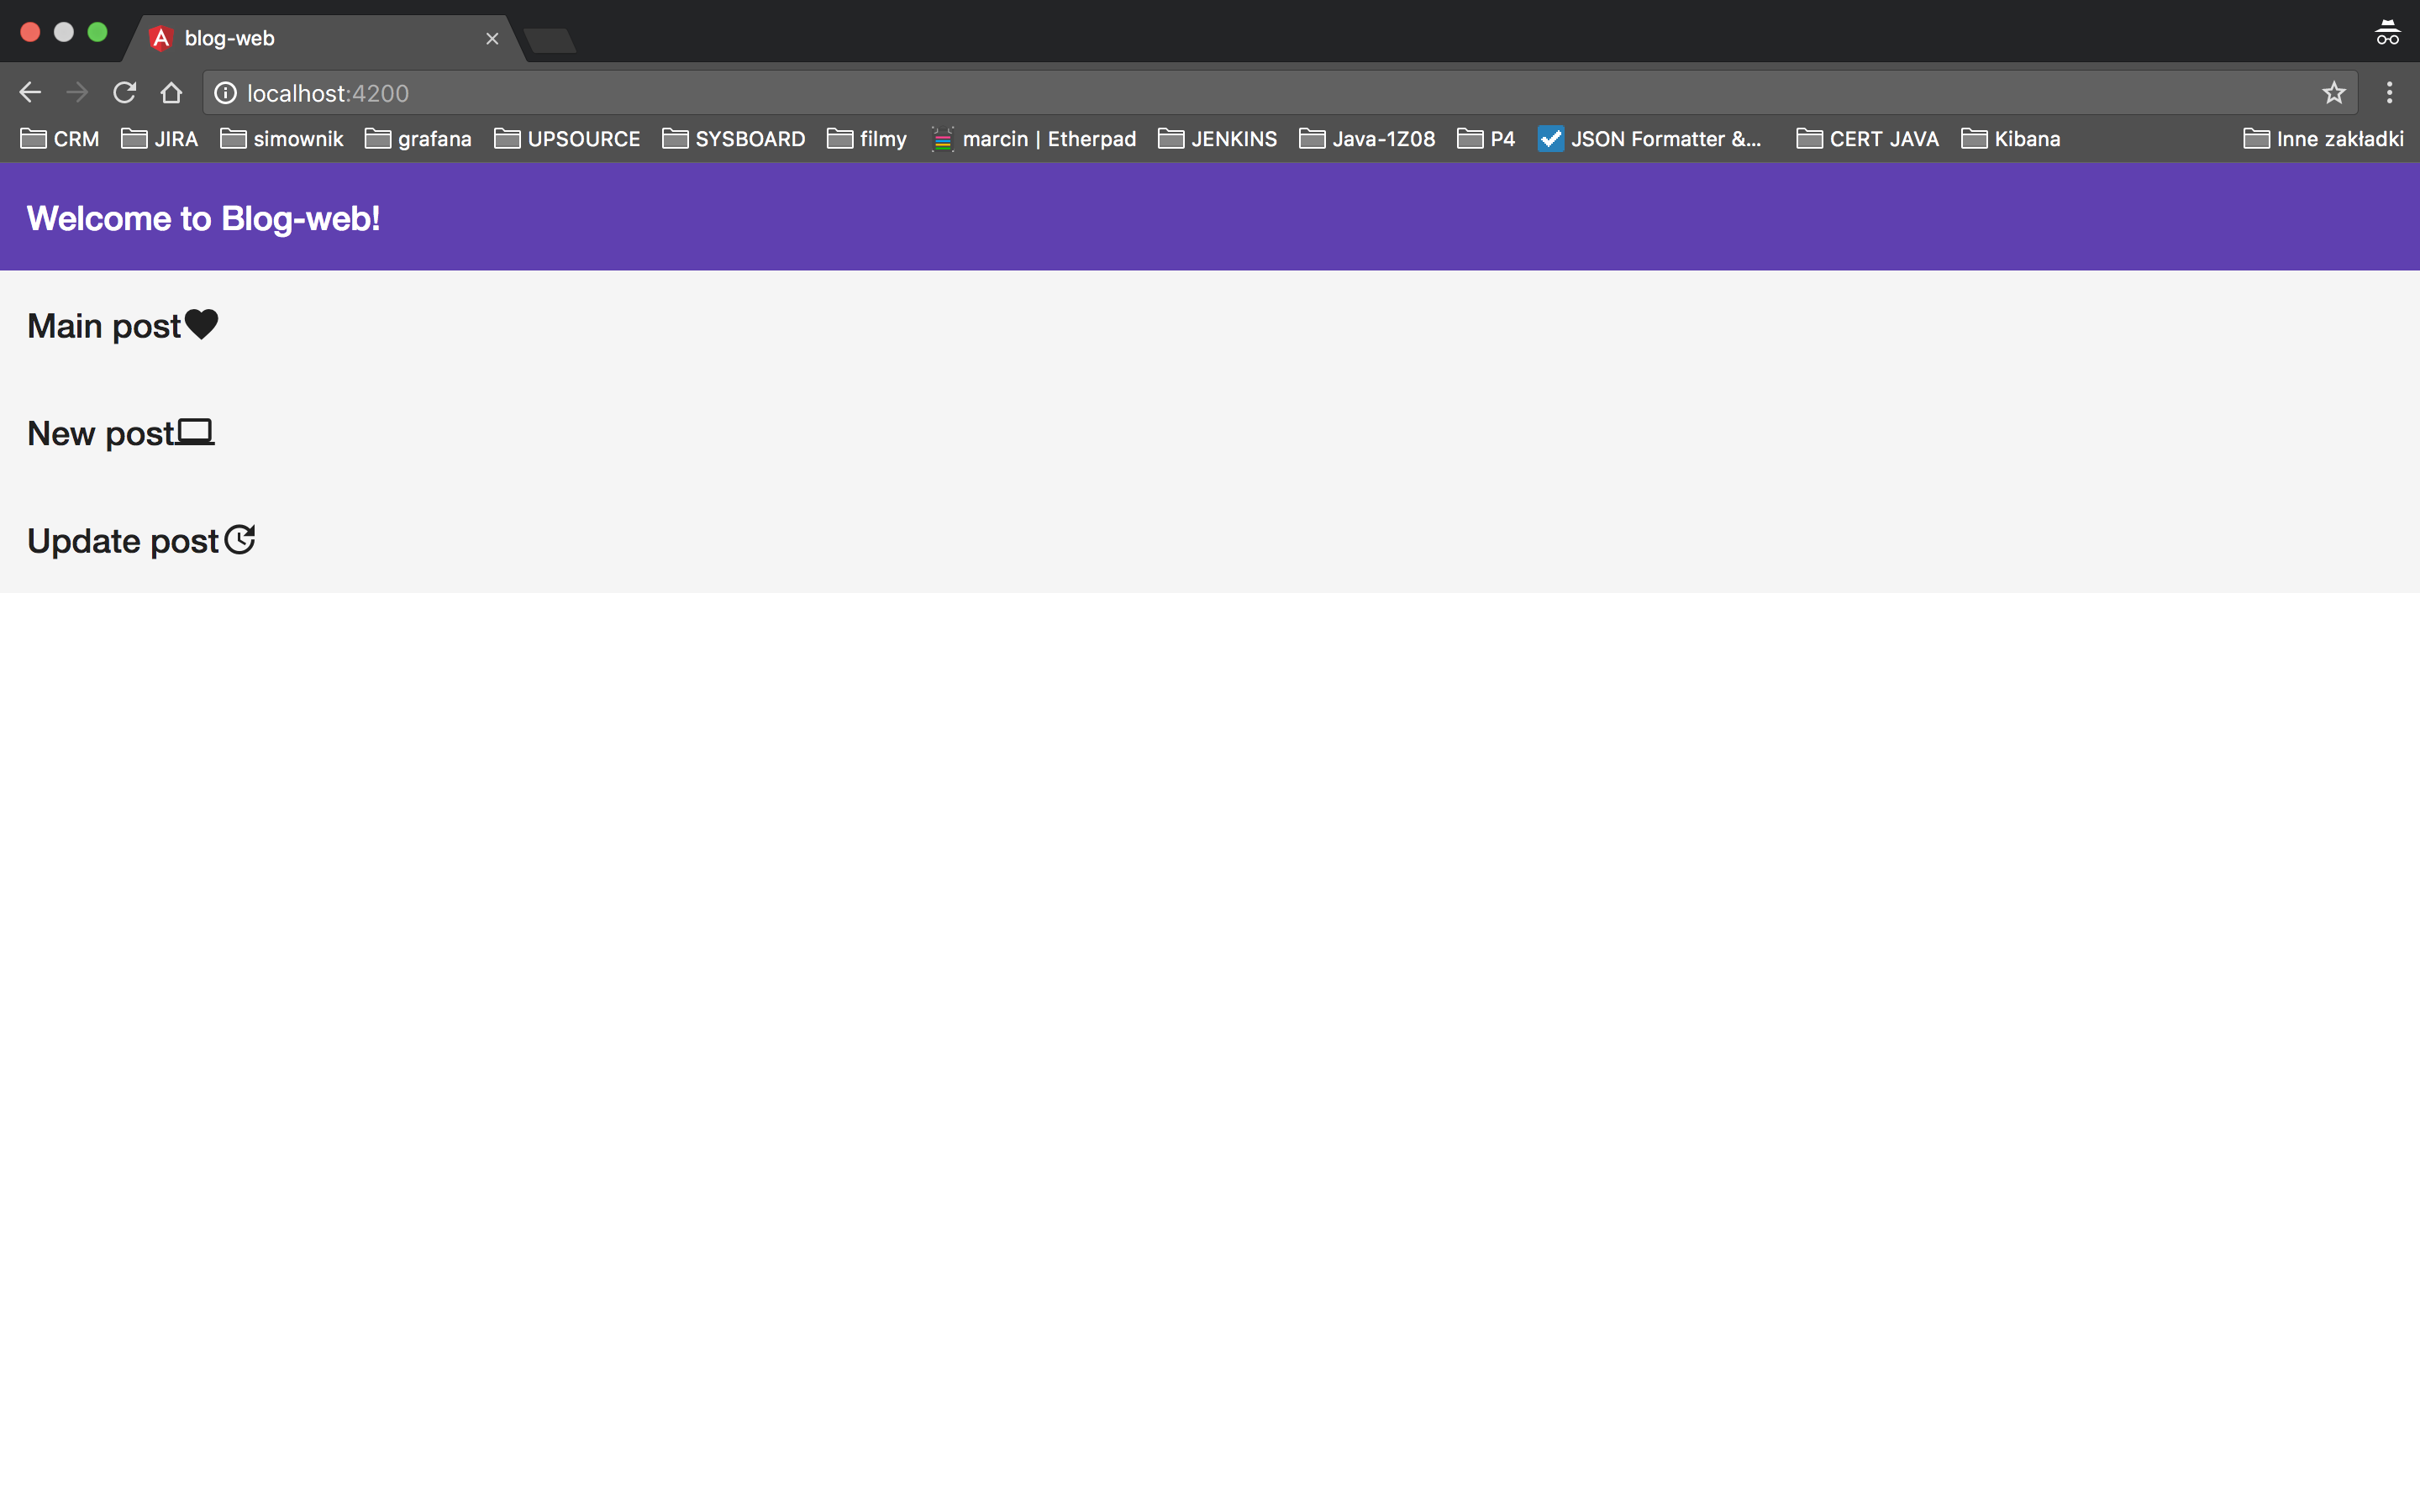 blog-web
localhost:4200
CRM JIRA simownik grafana UPSOURCE SYSBOARD filmy marcin | Etherpad JENKINS Java-1Z08 P4 JSON Formatter &... CERT JAVA Kibana Inne zakładki
Welcome to Blog-web!
Main post
New post
Update post